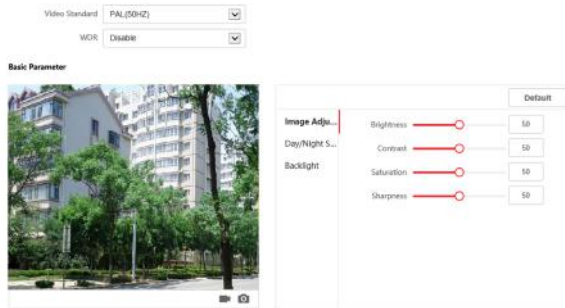 Video Standard PAL(50HZ)
WDR Disable
Basic Parameter
Default
Image Adju...
Brightness 50
Day/Night S...
Contrast 50
Backlight
Saturation 50
Sharpness 50